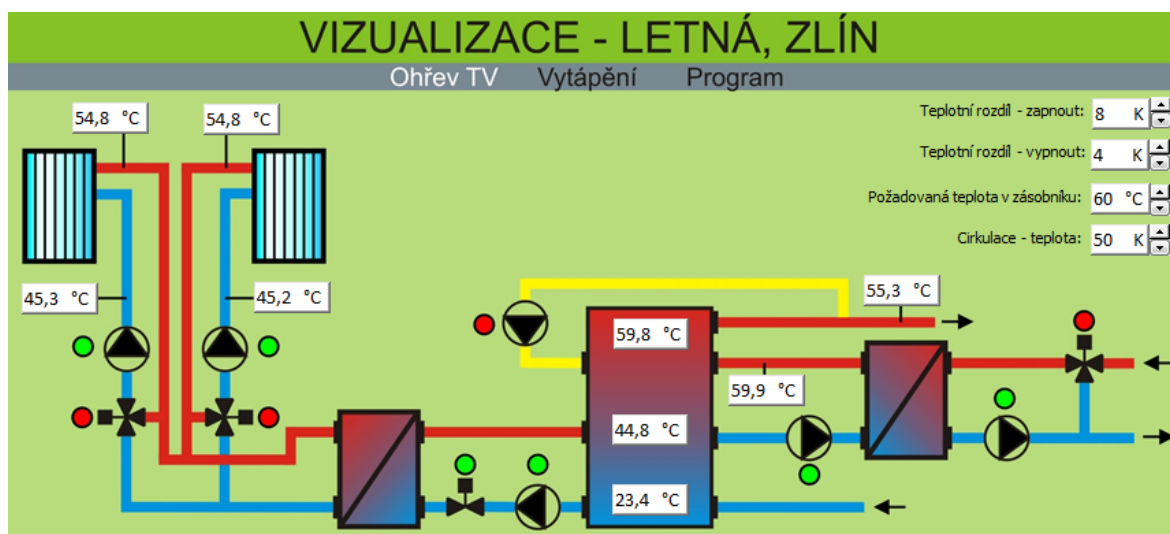 VIZUALIZACE - LETNÁ, ZLÍN
Ohřev TV Vytápění Program
54,8 °C 54,8 °C
Teplotní rozdíl - zapnout: 8 K
Teplotní rozdíl - vypnout: 4 K
Požadovaná teplota v zásobníku: 60 °C
Cirkulace - teplota: 50 K
45,3 °C 45,2 °C
55,3 °C
59,8 °C
59,9 °C
44,8 °C
23,4 °C